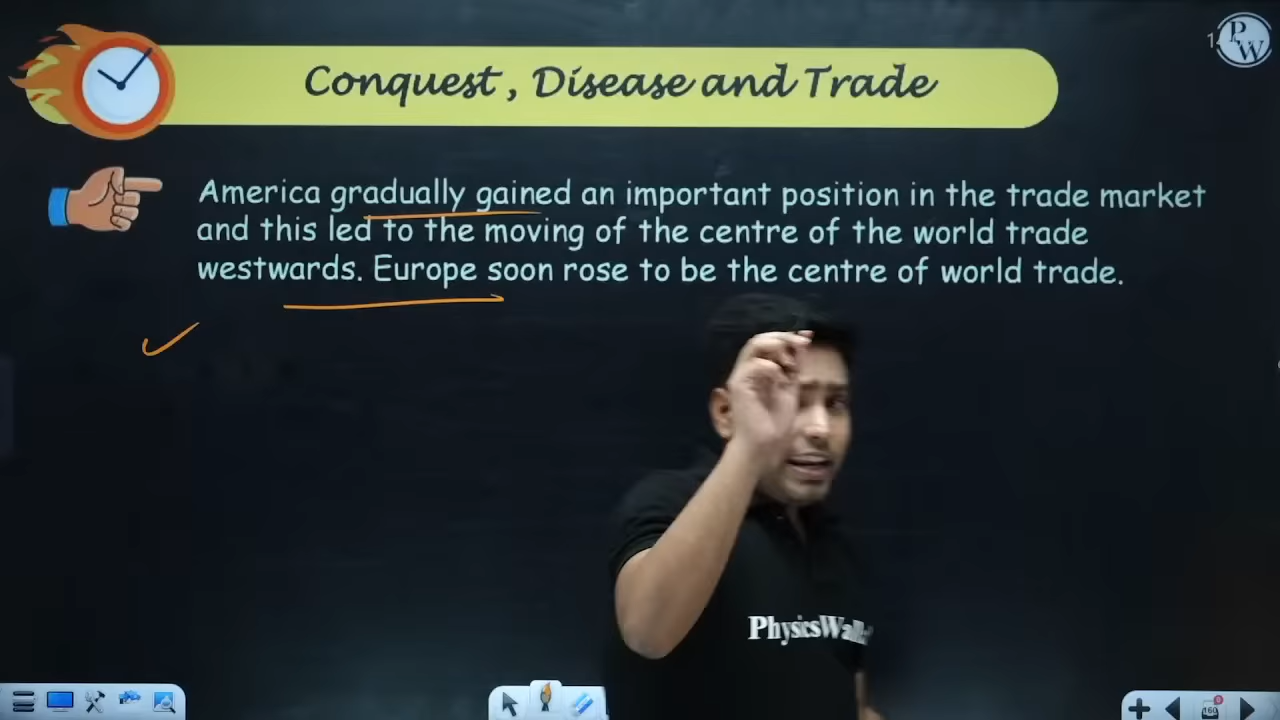 Conquest, Disease and Trade
PW
America gradually gained an important position in the trade market
and this led to the moving of the centre of the world trade
westwards. Europe soon rose to be the centre of world trade.
160